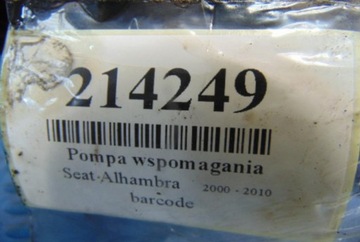 214249
Pompa wspomagania
Seat Alhambra 2000 - 2010
barcode